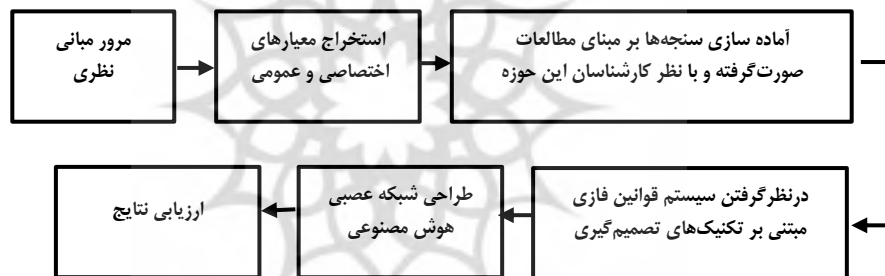 مرور مبانی
نظری
استخراج معیارهای
اختصاصی و عمومی
آماده سازی سنجه‌ها بر مبنای مطالعات
صورت‌گرفته و با نظر کارشناسان این حوزه
درنظرگرفتن سیستم قوانین فازی
مبتنی بر تکنیک‌های تصمیم‌گیری
طراحی شبکه عصبی
هوش مصنوعی
ارزیابی نتایج